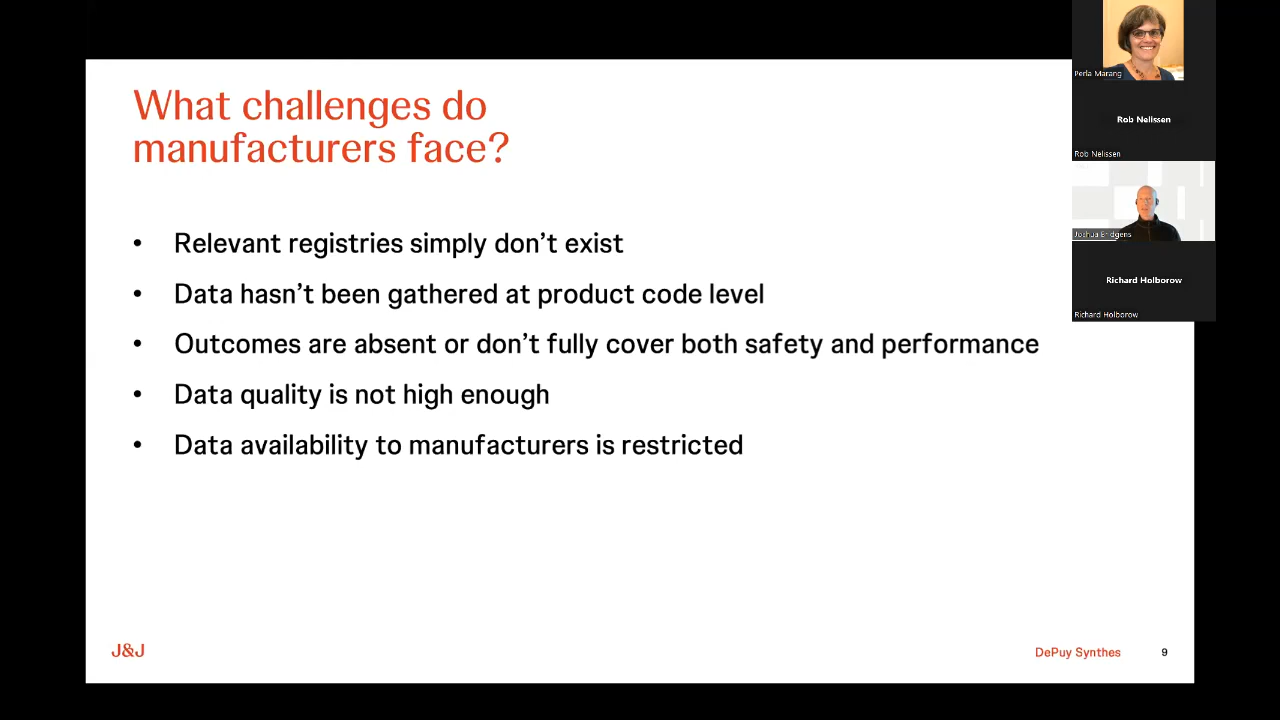 What challenges do
manufacturers face?
• Relevant registries simply don’t exist
• Data hasn’t been gathered at product code level
• Outcomes are absent or don’t fully cover both safety and performance
• Data quality is not high enough
• Data availability to manufacturers is restricted
J&J
DePuy Synthes
9
Perla Marang
Rob Nelissen
Rob Nelissen
Joshua Bridgens
Richard Holborow
Richard Holborow